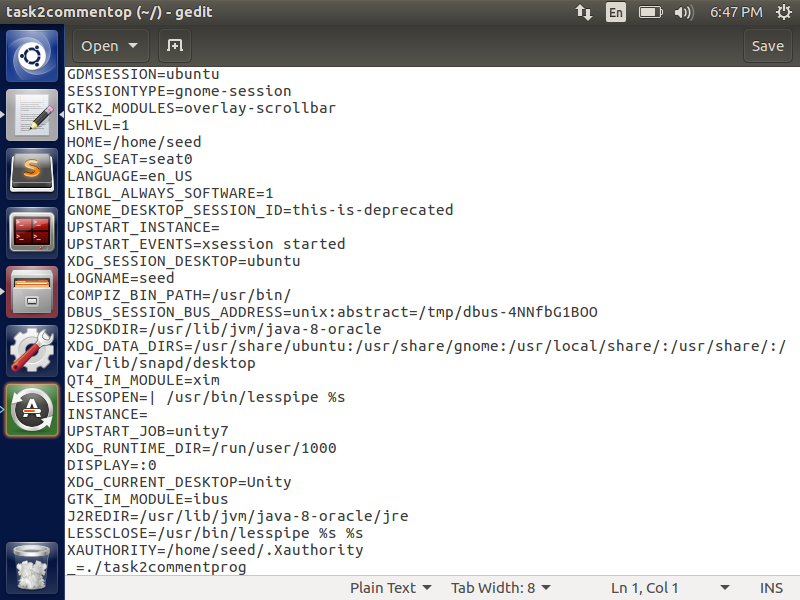 task2commentop (~/) - gedit
En
6:47 PM
Open
Save
GDMSESSION=ubuntu
SESSIONTYPE=gnome-session
GTK2_MODULES=overlay-scrollbar
SHLVL=1
HOME=/home/seed
XDG_SEAT=seat0
LANGUAGE=en_US
LIBGL_ALWAYS_SOFTWARE=1
GNOME_DESKTOP_SESSION_ID=this-is-deprecated
UPSTART_INSTANCE=
UPSTART_EVENTS=xsession started
XDG_SESSION_DESKTOP=ubuntu
LOGNAME=seed
COMPIZ_BIN_PATH=/usr/bin/
DBUS_SESSION_BUS_ADDRESS=unix:abstract=/tmp/dbus-4NNfbG1BOO
J2SDKDIR=/usr/lib/jvm/java-8-oracle
XDG_DATA_DIRS=/usr/share/ubuntu:/usr/share/gnome:/usr/local/share/:/usr/share/:/
var/lib/snapd/desktop
QT4_IM_MODULE=xim
LESSOPEN=| /usr/bin/lesspipe %s
INSTANCE=
UPSTART_JOB=unity7
XDG_RUNTIME_DIR=/run/user/1000
DISPLAY=:0
XDG_CURRENT_DESKTOP=Unity
GTK_IM_MODULE=ibus
J2REDIR=/usr/lib/jvm/java-8-oracle/jre
LESSCLOSE=/usr/bin/lesspipe %s %s
XAUTHORITY=/home/seed/.Xauthority
_=./task2commentprog
Plain Text
Tab Width: 8
Ln 1, Col 1
INS